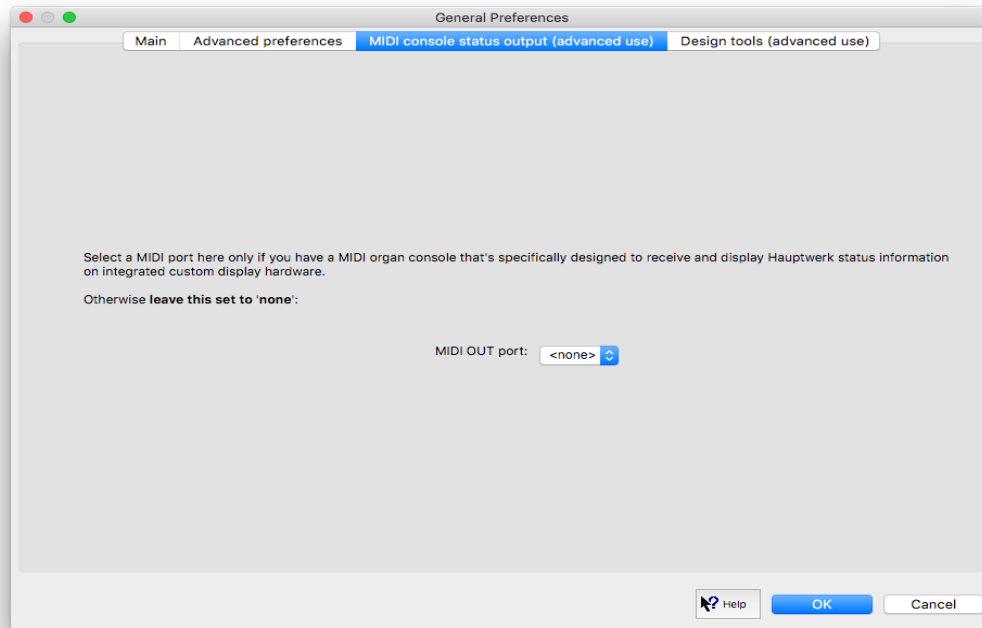 General Preferences
Main Advanced preferences MIDI console status output (advanced use) Design tools (advanced use)
Select a MIDI port here only if you have a MIDI organ console that's specifically designed to receive and display Hauptwerk status information
on integrated custom display hardware.
Otherwise leave this set to 'none':
MIDI OUT port: <none>
? Help OK Cancel